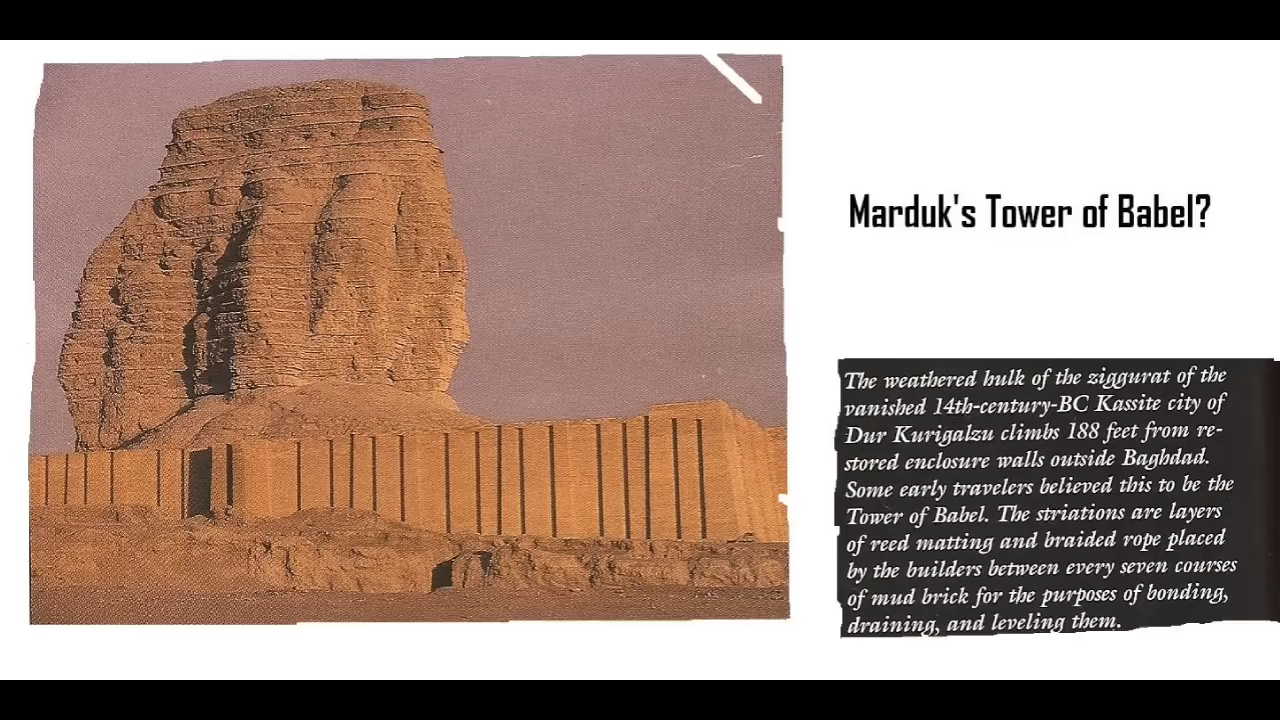 Marduk's Tower of Babel?
The weathered hulk of the ziggurat of the
vanished 14th-century-BC Kassite city of
Dur Kurigalzu climbs 188 feet from re-
stored enclosure walls outside Baghdad.
Some early travelers believed this to be the
Tower of Babel. The striations are layers
of reed matting and braided rope placed
by the builders between every seven courses
of mud brick for the purposes of bonding,
draining, and leveling them.